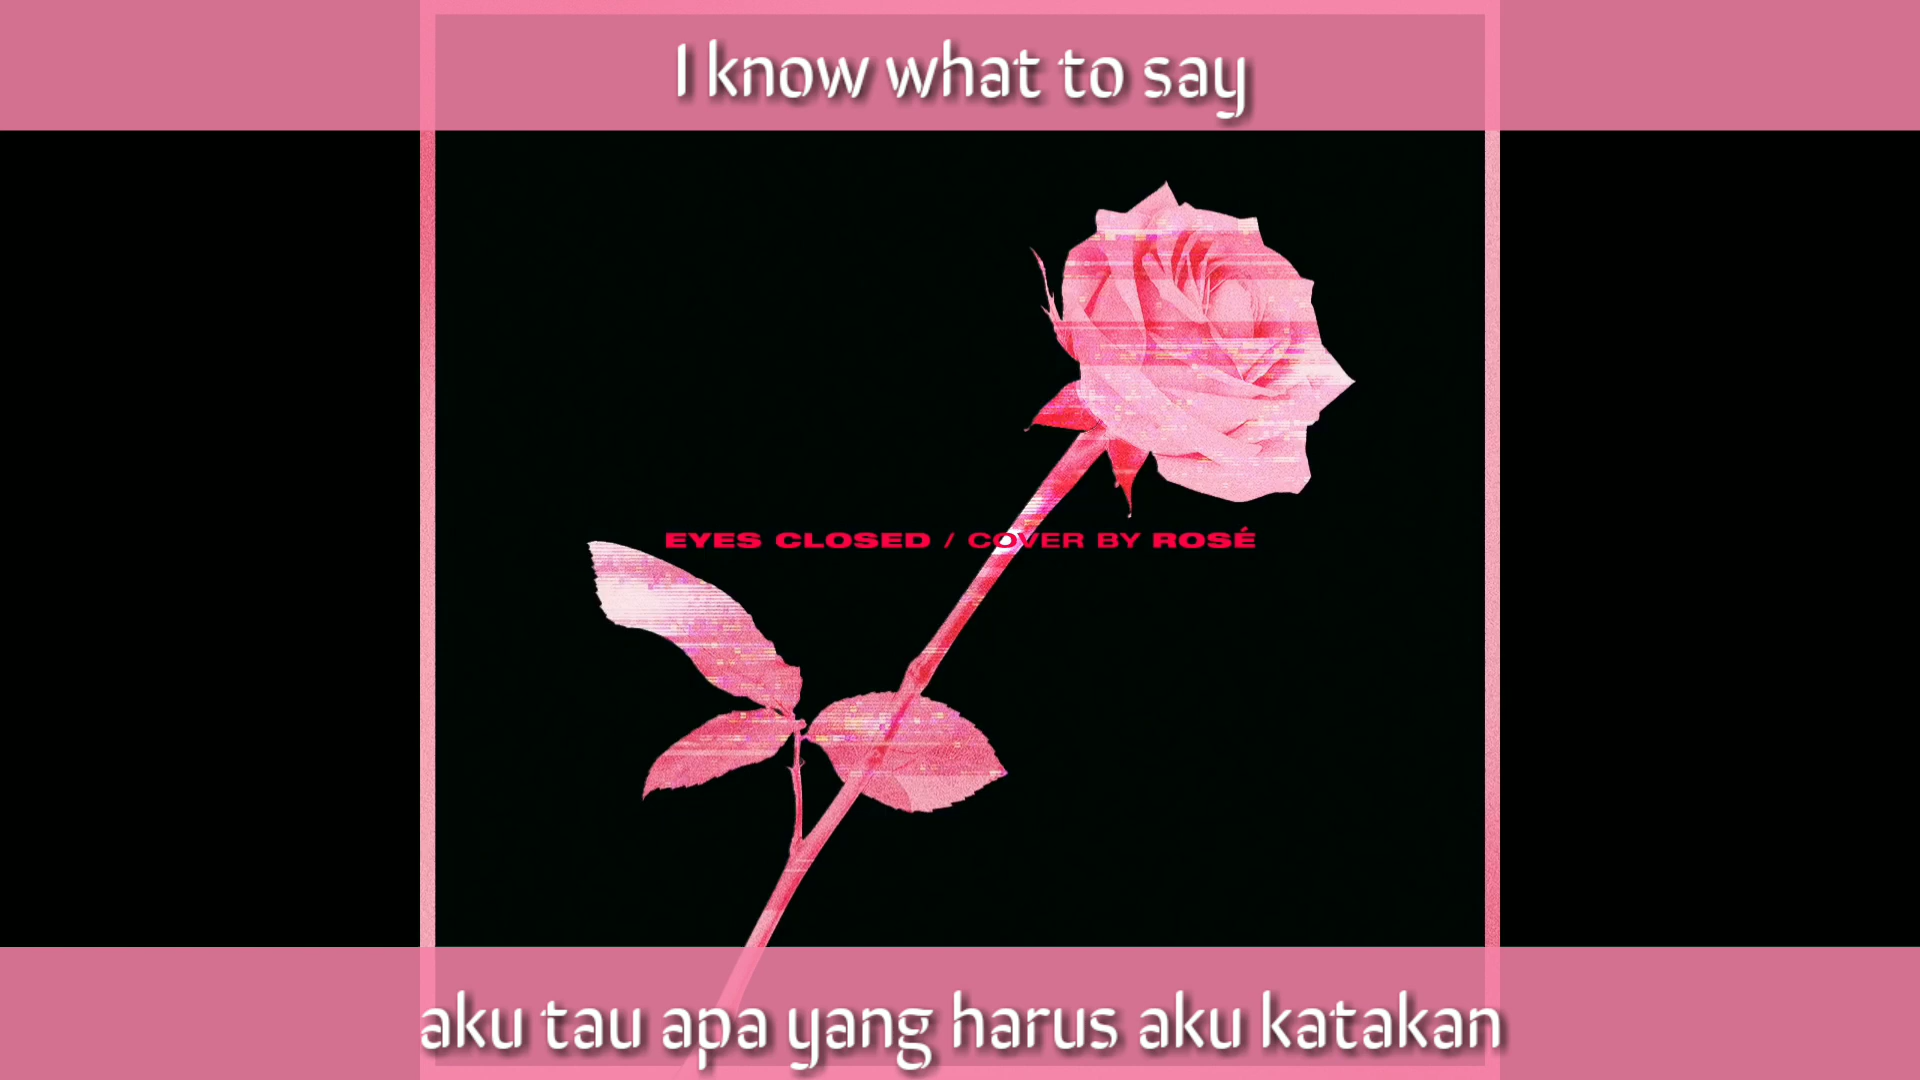 I know what to say
EYES CLOSED / COVER BY ROSÉ
aku tau apa yang harus aku katakan